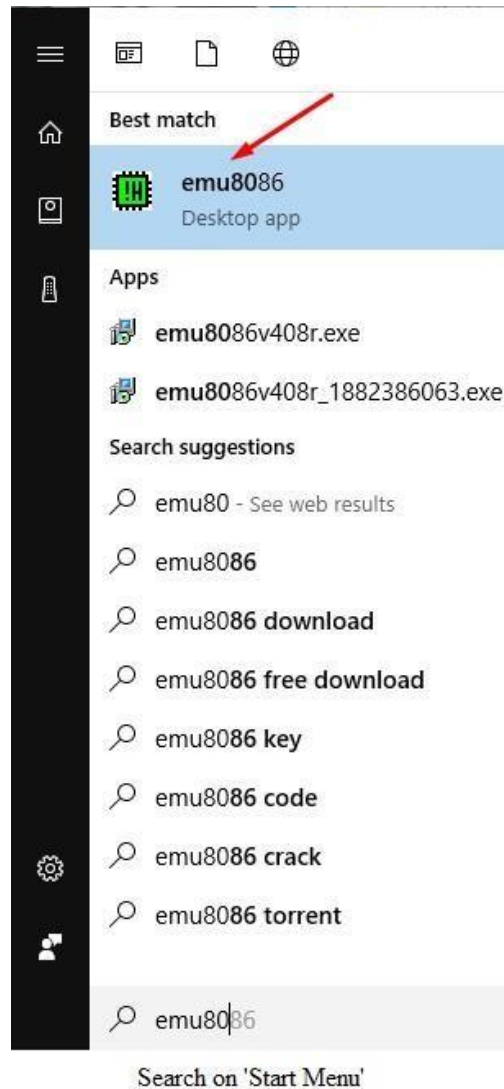 Best match
emu8086
Desktop app
Apps
emu8086v408r.exe
emu8086v408r_1882386063.exe
Search suggestions
emu80 - See web results
emu8086
emu8086 download
emu8086 free download
emu8086 key
emu8086 code
emu8086 crack
emu8086 torrent
emu8086
Search on 'Start Menu'